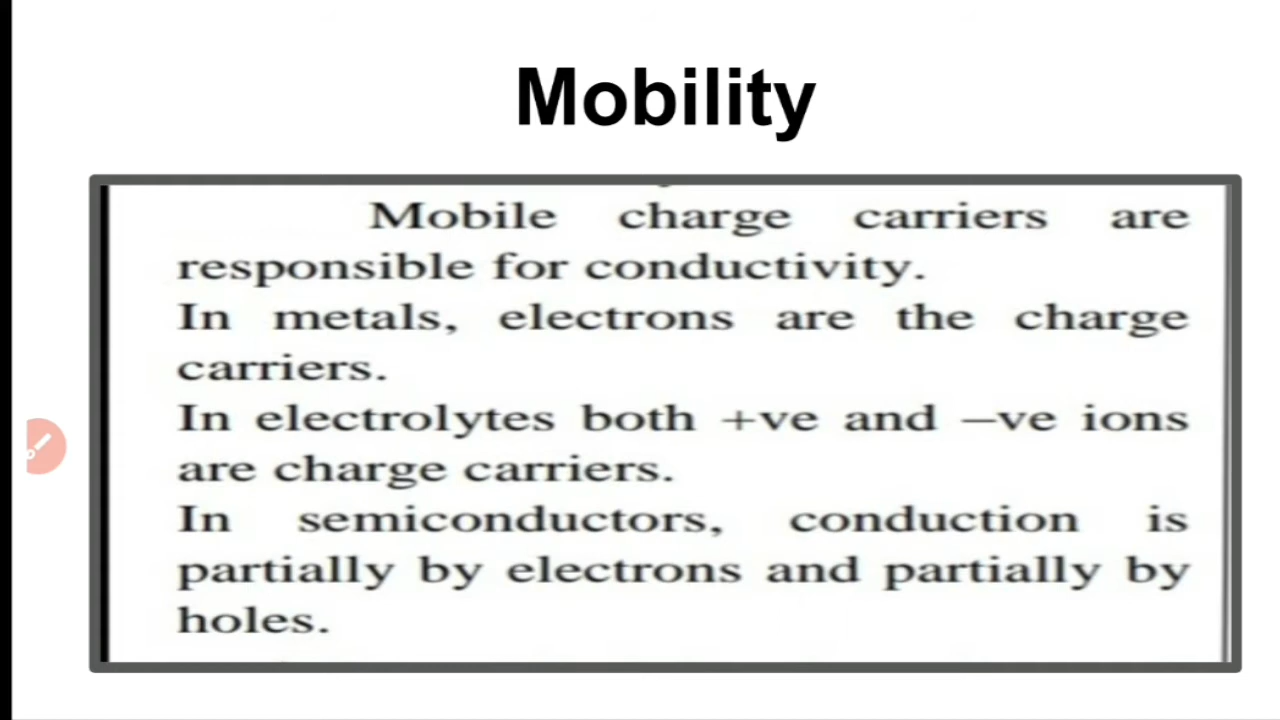 Mobility
Mobile charge carriers are
responsible for conductivity.
In metals, electrons are the charge
carriers.
In electrolytes both +ve and –ve ions
are charge carriers.
In semiconductors, conduction is
partially by electrons and partially by
holes.